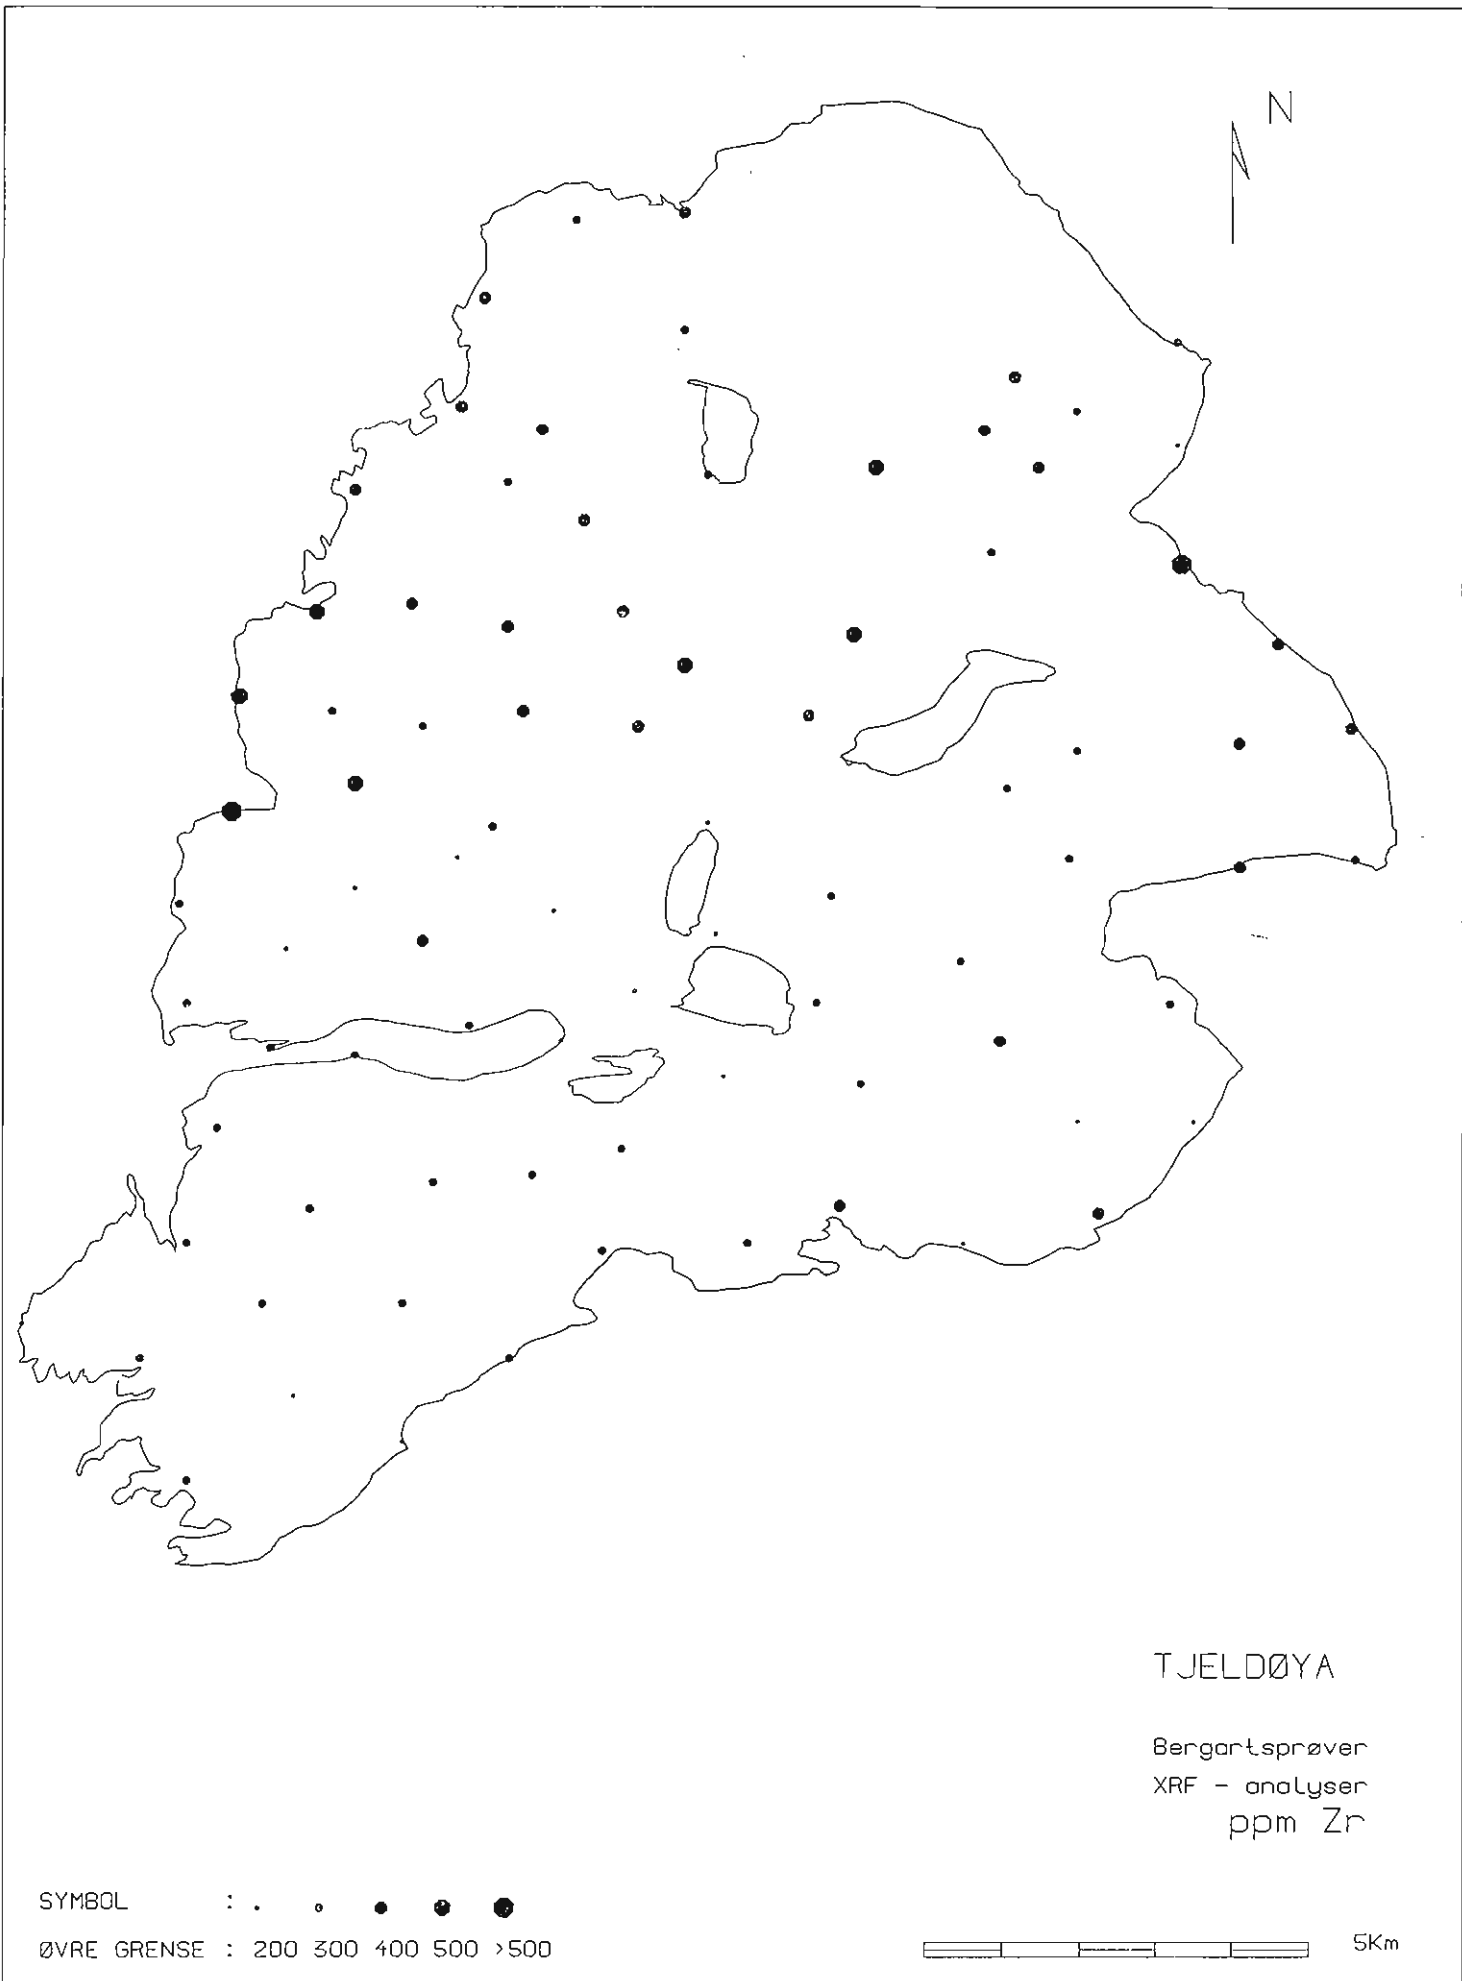 N
TJELDØYA
Bergartsprøver
XRF - analyser
ppm Zr
SYMBOL :
ØVRE GRENSE : 200 300 400 500 >500
5Km